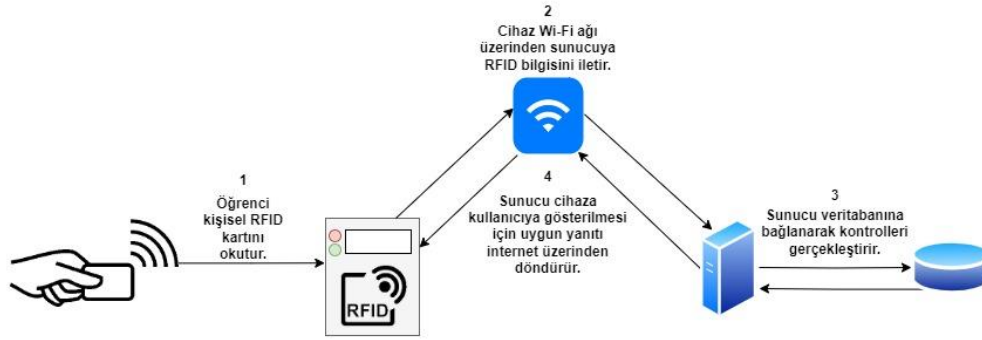 2
Cihaz Wi-Fi ağı
üzerinden sunucuya
RFID bilgisini iletir.
1
Öğrenci
kişisel RFID
kartını
okutur.
4
Sunucu cihaza
kullanıcıya gösterilmesi
için uygun yanıtı
internet üzerinden
döndürür.
3
Sunucu veritabanına
bağlanarak kontrolleri
gerçekleştirir.
RFID